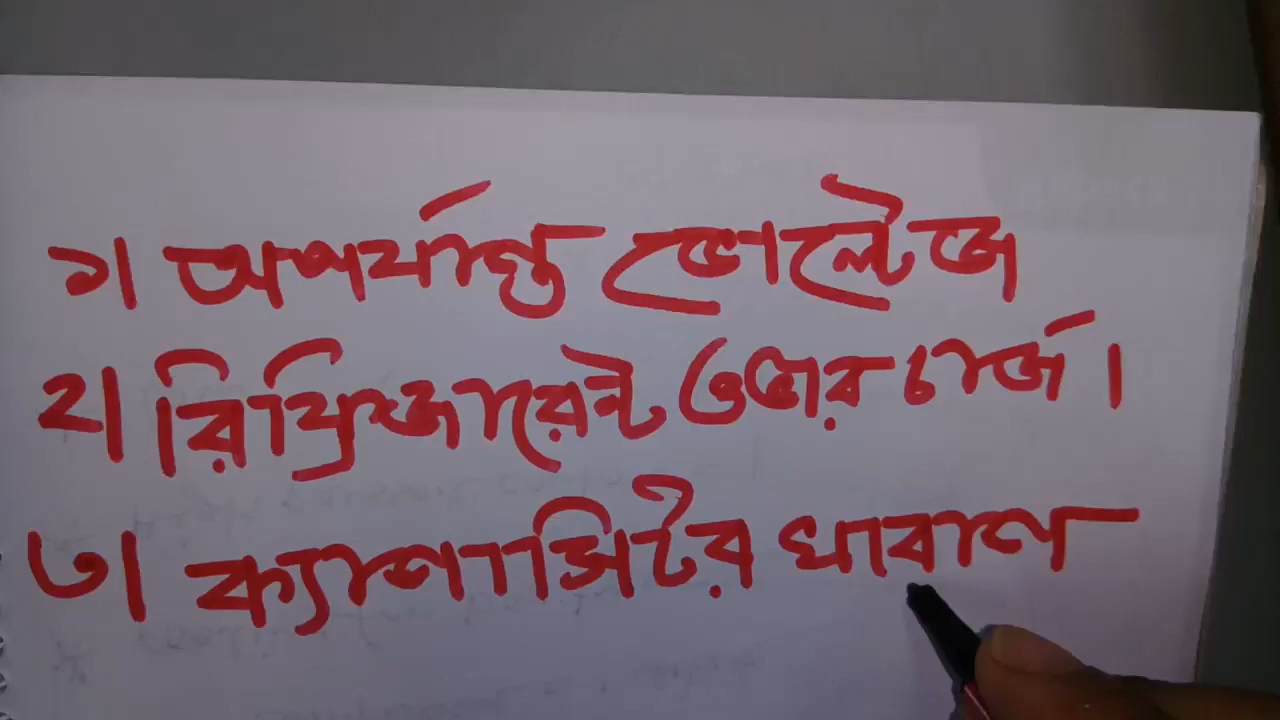 ১। অপর্যাপ্ত ভোল্টেজ
২। রিফ্রিজারেন্ট ওভার চার্জ।
৩। ক্যাপাসিটর খারাপ